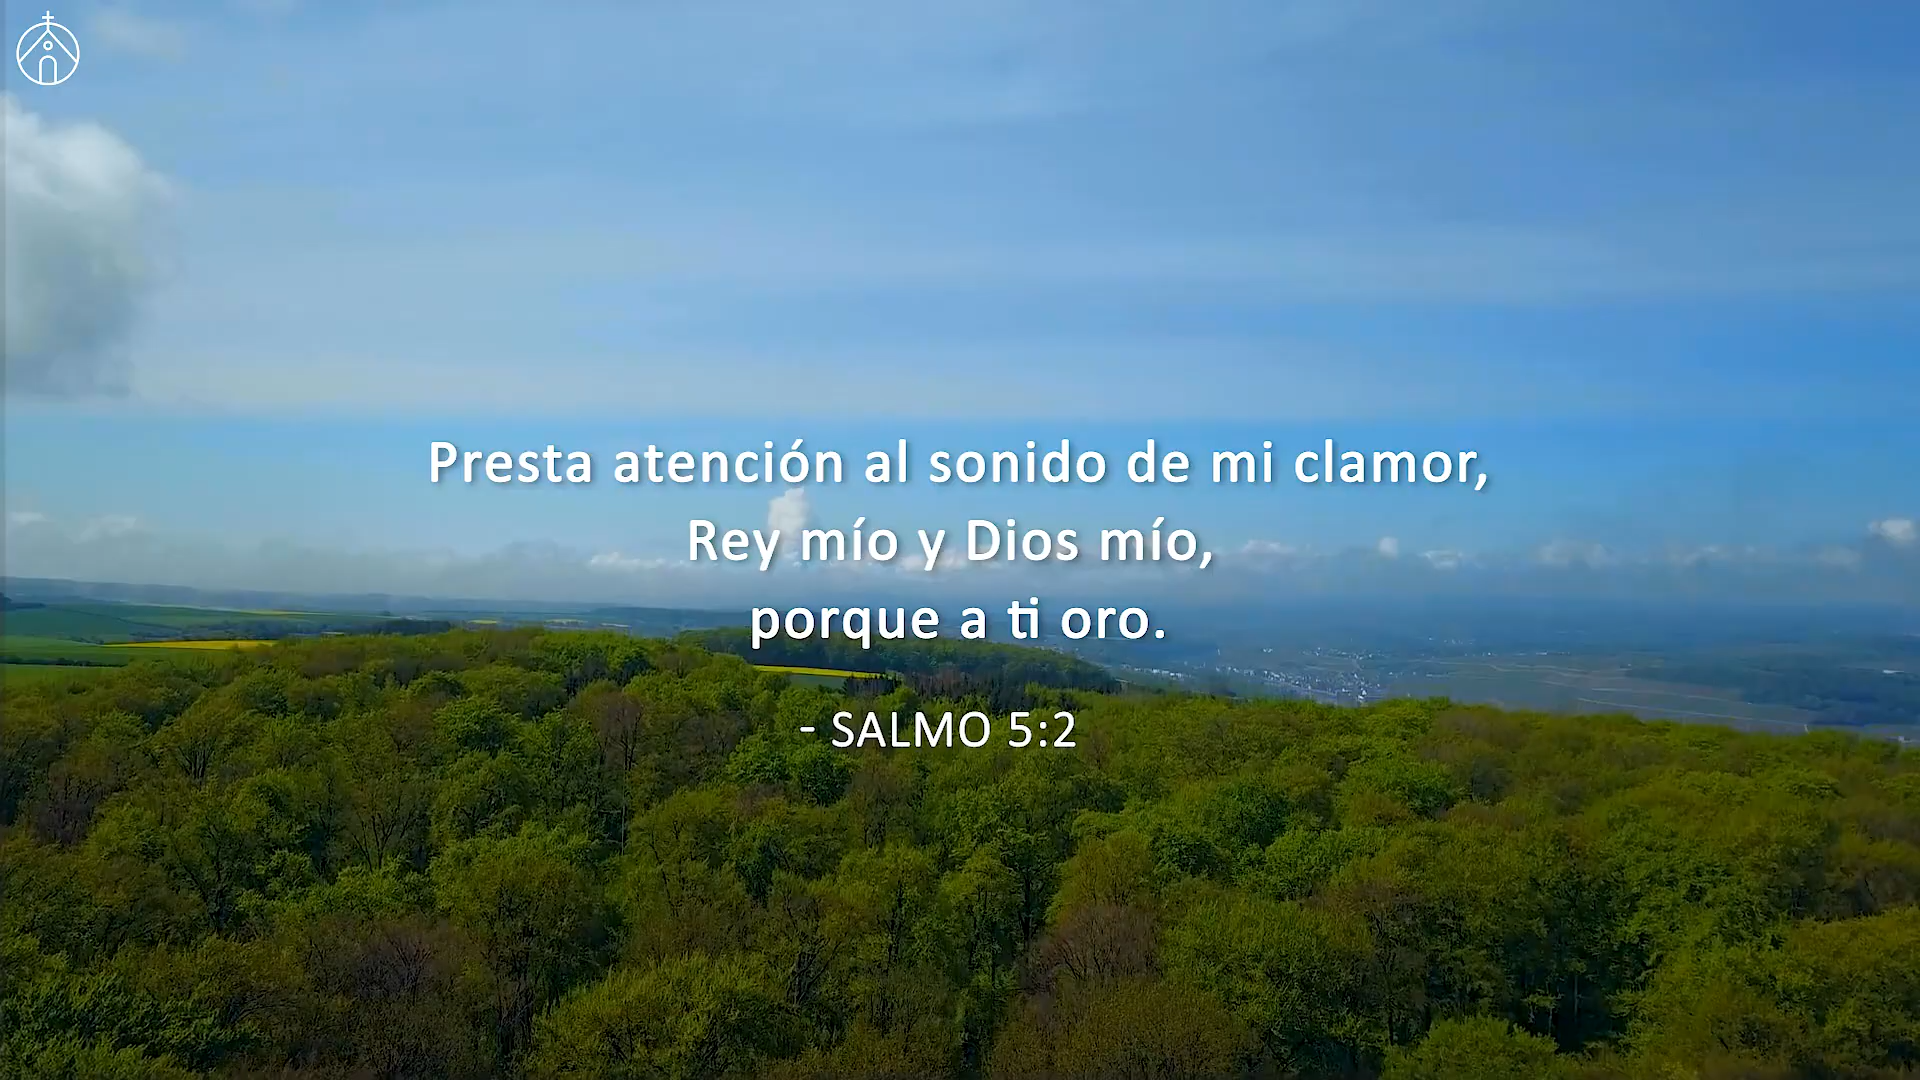 Presta atención al sonido de mi clamor,
Rey mío y Dios mío,
porque a ti oro.
- SALMO 5:2